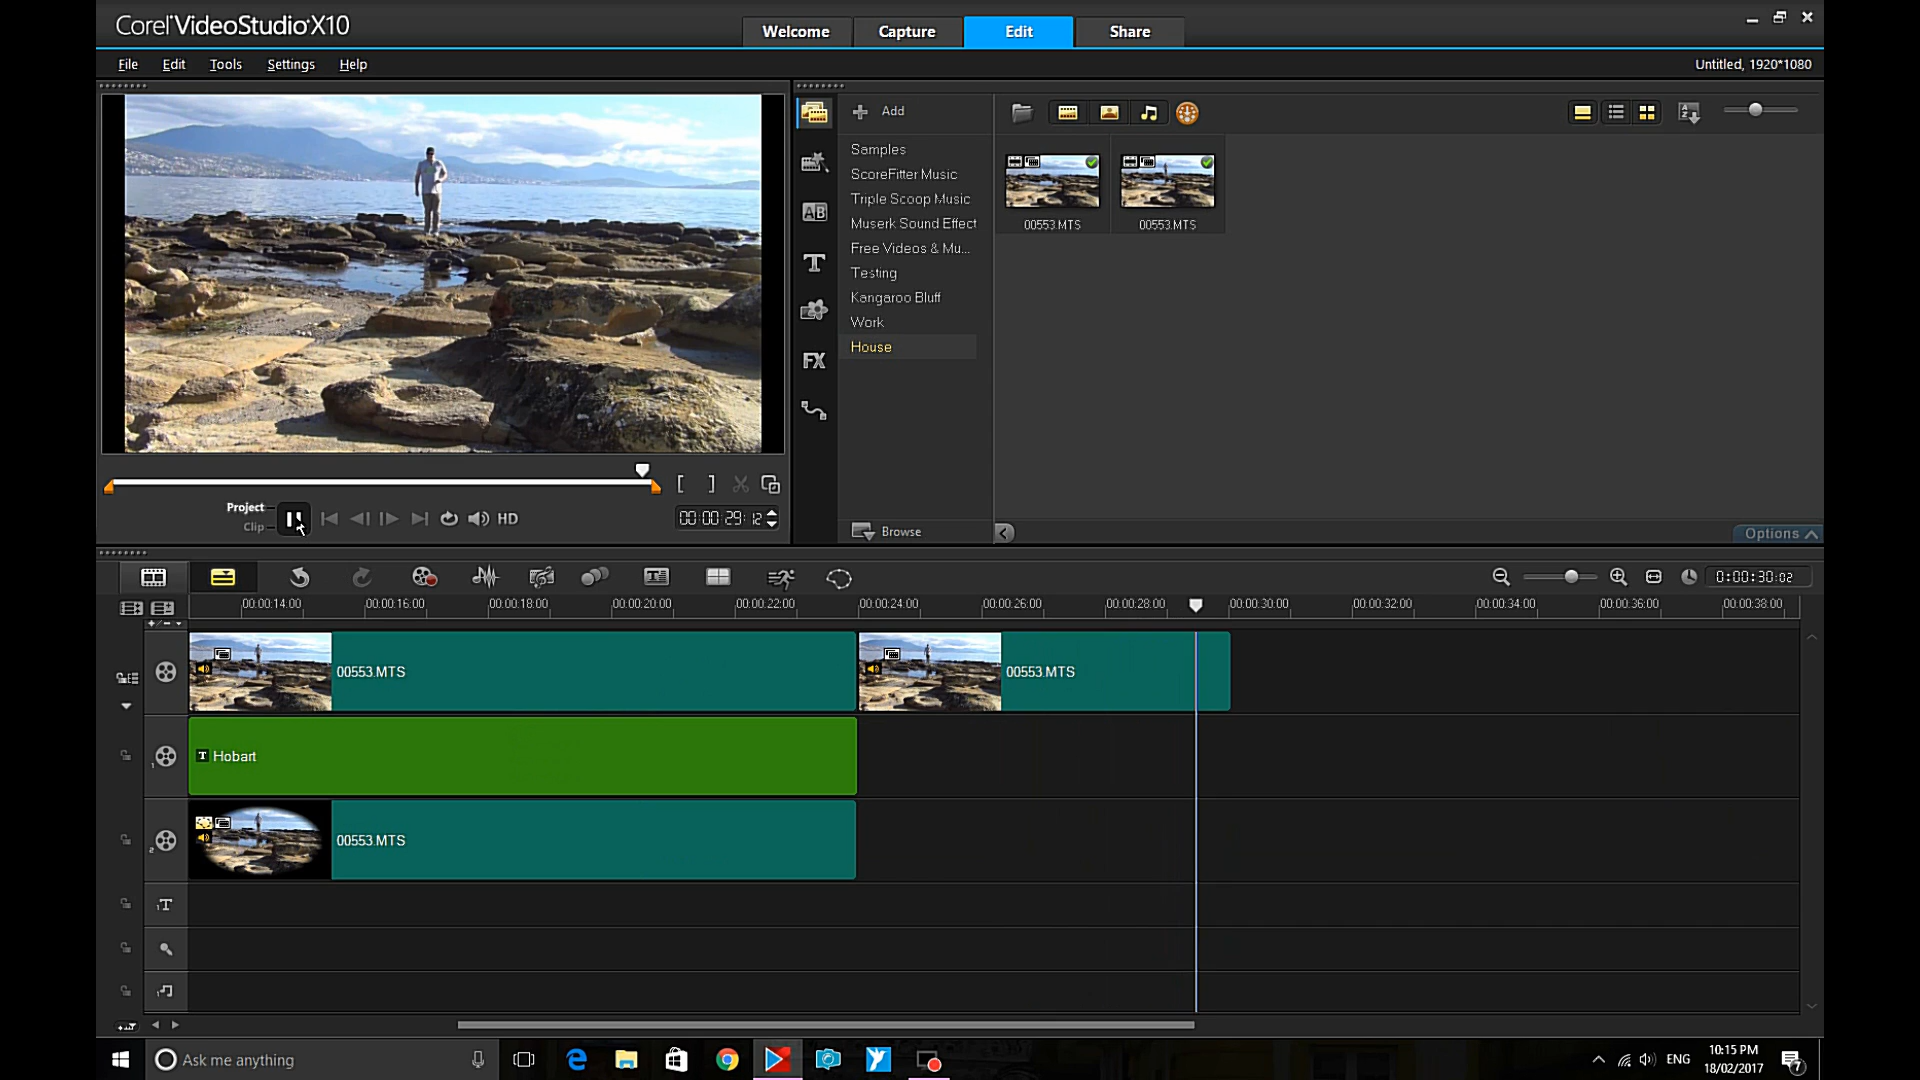 Corel VideoStudio X10
Welcome
Capture
Edit
Share
File Edit Tools Settings Help
Untitled, 1920*1080
Add
Samples
ScoreFitter Music
Triple Scoop Music
Muserk Sound Effect
Free Videos & Mu...
Testing
Kangaroo Bluff
Work
House
00553.MTS
00553.MTS
AB
T
FX
[ ]
Project
Clip
HD
00:00:29:12
Browse
Options
0:00:30:02
00:00:14:00 00:00:16:00 00:00:18:00 00:00:20:00 00:00:22:00 00:00:24:00 00:00:26:00 00:00:28:00 00:00:30:00 00:00:32:00 00:00:34:00 00:00:36:00 00:00:38:00
00553.MTS
00553.MTS
1
T Hobart
2
00553.MTS
1T
1
Ask me anything
ENG
10:15 PM
18/02/2017
7